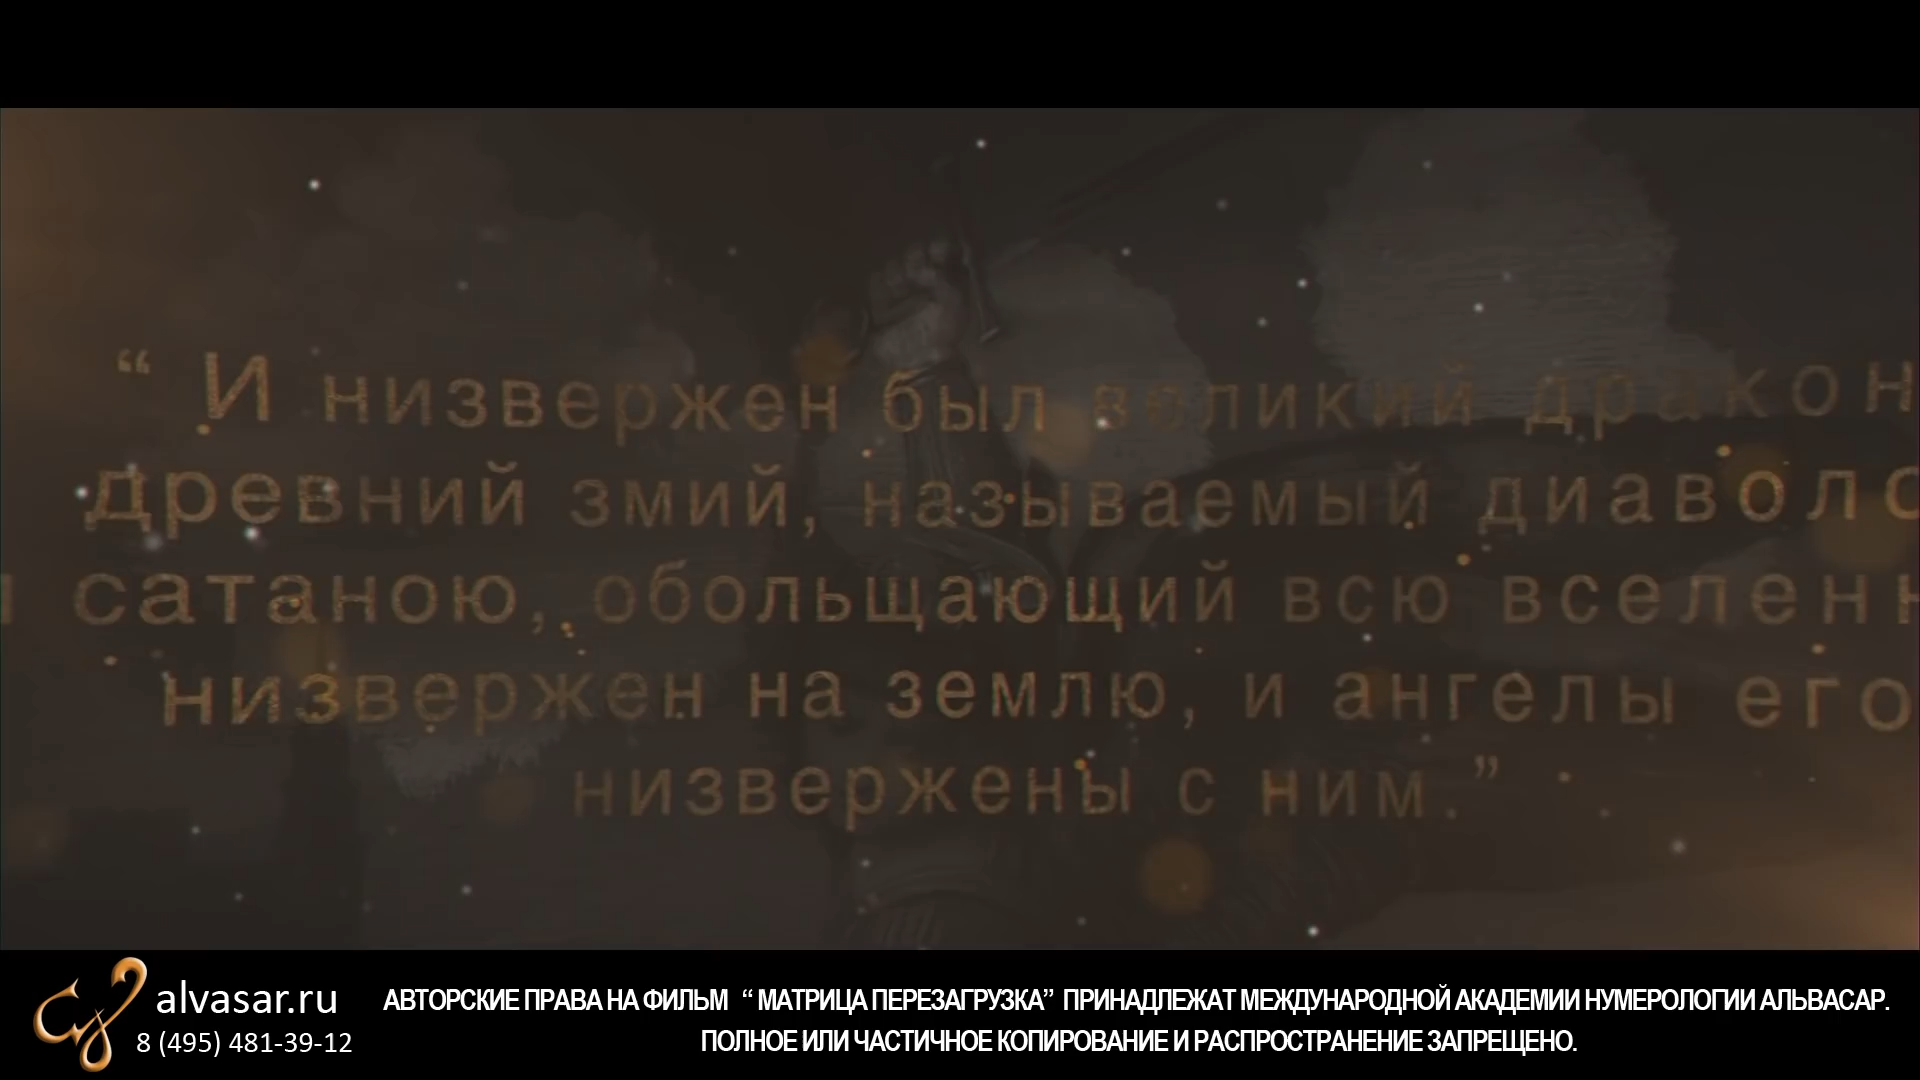 “ И низвержен был великий дракон
древний змий, называемый диаволо
сатаною, обольщающий всю вселенн
низвержен на землю, и ангелы его
низвержены с ним.”
alvasar.ru
8 (495) 481-39-12
АВТОРСКИЕ ПРАВА НА ФИЛЬМ “ МАТРИЦА ПЕРЕЗАГРУЗКА” ПРИНАДЛЕЖАТ МЕЖДУНАРОДНОЙ АКАДЕМИИ НУМЕРОЛОГИИ АЛЬВАСАР.
ПОЛНОЕ ИЛИ ЧАСТИЧНОЕ КОПИРОВАНИЕ И РАСПРОСТРАНЕНИЕ ЗАПРЕЩЕНО.